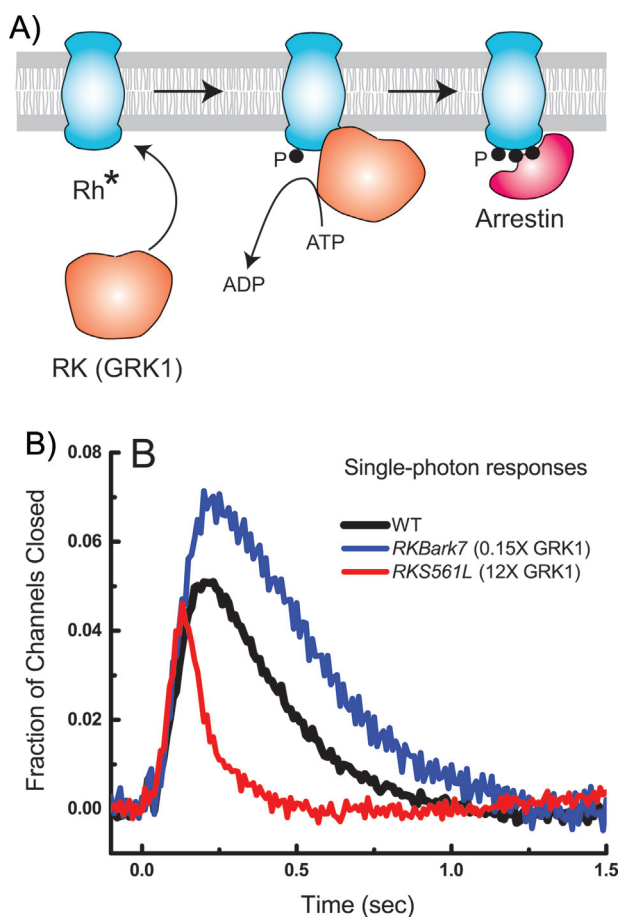 A)
Rh*
P
ATP
ADP
RK (GRK1)
P
Arrestin
B)
B
Single-photon responses
WT
RKBark7 (0.15X GRK1)
RKS561L (12X GRK1)
Fraction of Channels Closed
0.08
0.06
0.04
0.02
0.00
0.0
0.5
1.0
1.5
Time (sec)